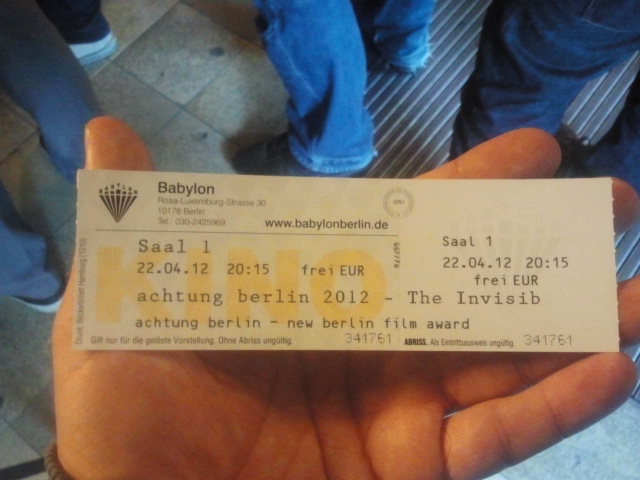 BABYLON
Babylon
Rosa-Luxemburg-Strasse 30
10178 Berlin
Tel.: 030-2425969
www.babylonberlin.de
KINO
Saal 1
22.04.12 20:15 frei EUR
achtung berlin 2012 - The Invisib
achtung berlin - new berlin film award
Gilt nur für die gelöste Vorstellung. Ohne Abriss ungültig.
341761
Saal 1
22.04.12 20:15
frei EUR
ABRISS. Als Eintrittsausweis ungültig.
341761